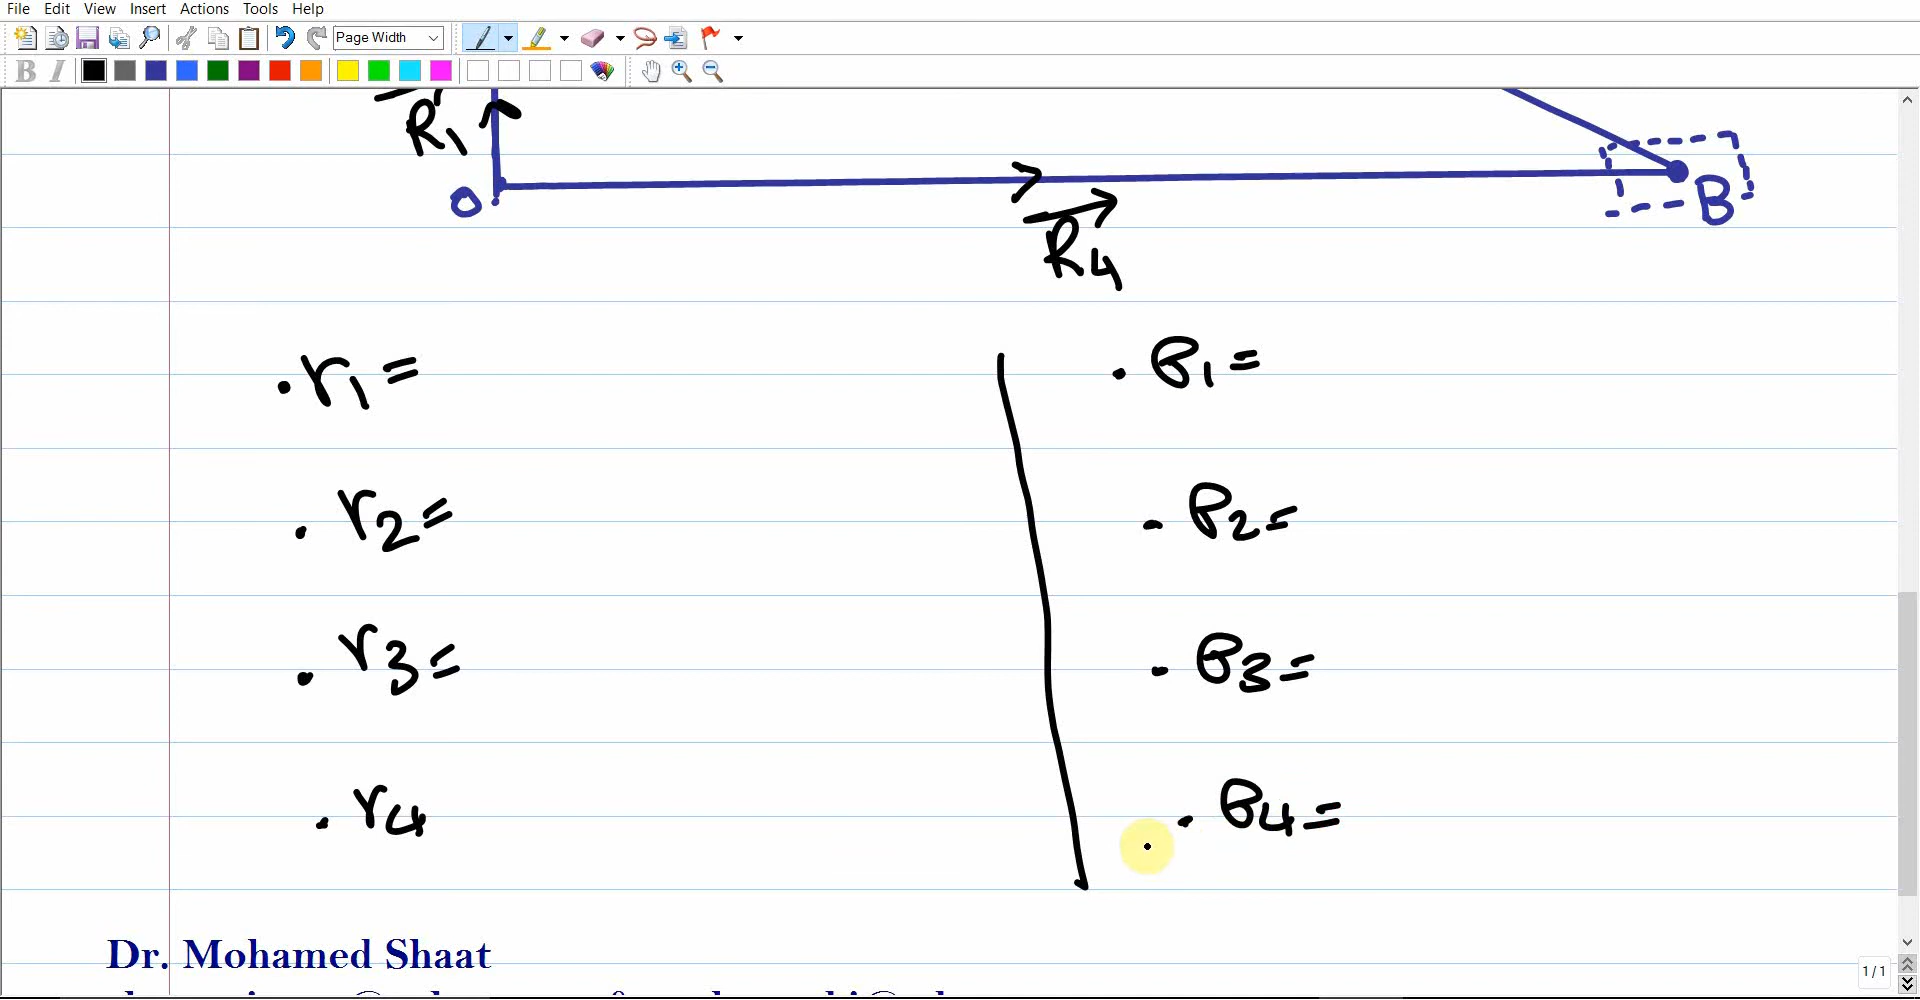 File Edit View Insert Actions Tools Help
Page Width
B I
R1
O
R4
B
. r1 =
. θ1 =
. r2 =
. θ2 =
. r3 =
. θ3 =
. r4
. θ4 =
Dr. Mohamed Shaat
1 / 1